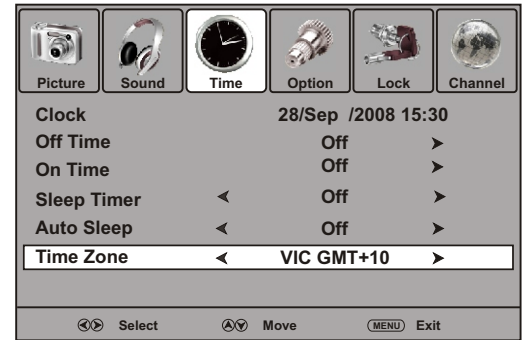 Picture Sound Time Option Lock Channel
Clock 28/Sep /2008 15:30
Off Time Off
On Time Off
Sleep Timer Off
Auto Sleep Off
Time Zone VIC GMT+10
Select Move MENU Exit